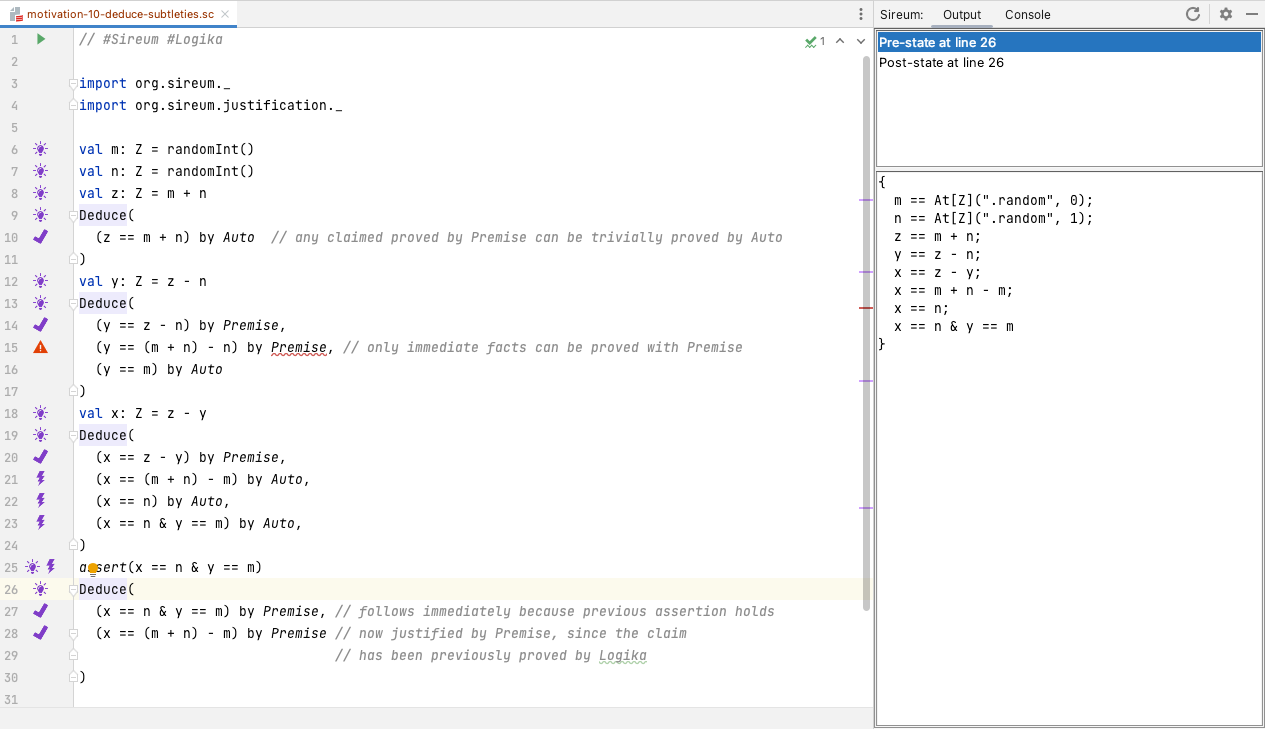 motivation-10-deduce-subtleties.sc
Sireum: Output Console
1 // #Sireum #Logika
1
2
3 import org.sireum._
4 import org.sireum.justification._
5
6 val m: Z = randomInt()
7 val n: Z = randomInt()
8 val z: Z = m + n
9 Deduce(
10 (z == m + n) by Auto // any claimed proved by Premise can be trivially proved by Auto
11 )
12 val y: Z = z - n
13 Deduce(
14 (y == z - n) by Premise,
15 (y == (m + n) - n) by Premise, // only immediate facts can be proved with Premise
16 (y == m) by Auto
17 )
18 val x: Z = z - y
19 Deduce(
20 (x == z - y) by Premise,
21 (x == (m + n) - m) by Auto,
22 (x == n) by Auto,
23 (x == n & y == m) by Auto,
24 )
25 assert(x == n & y == m)
26 Deduce(
27 (x == n & y == m) by Premise, // follows immediately because previous assertion holds
28 (x == (m + n) - m) by Premise // now justified by Premise, since the claim
29 // has been previously proved by Logika
30 )
31
Pre-state at line 26
Post-state at line 26
{
m == At[Z](".random", 0);
n == At[Z](".random", 1);
z == m + n;
y == z - n;
x == z - y;
x == m + n - m;
x == n;
x == n & y == m
}